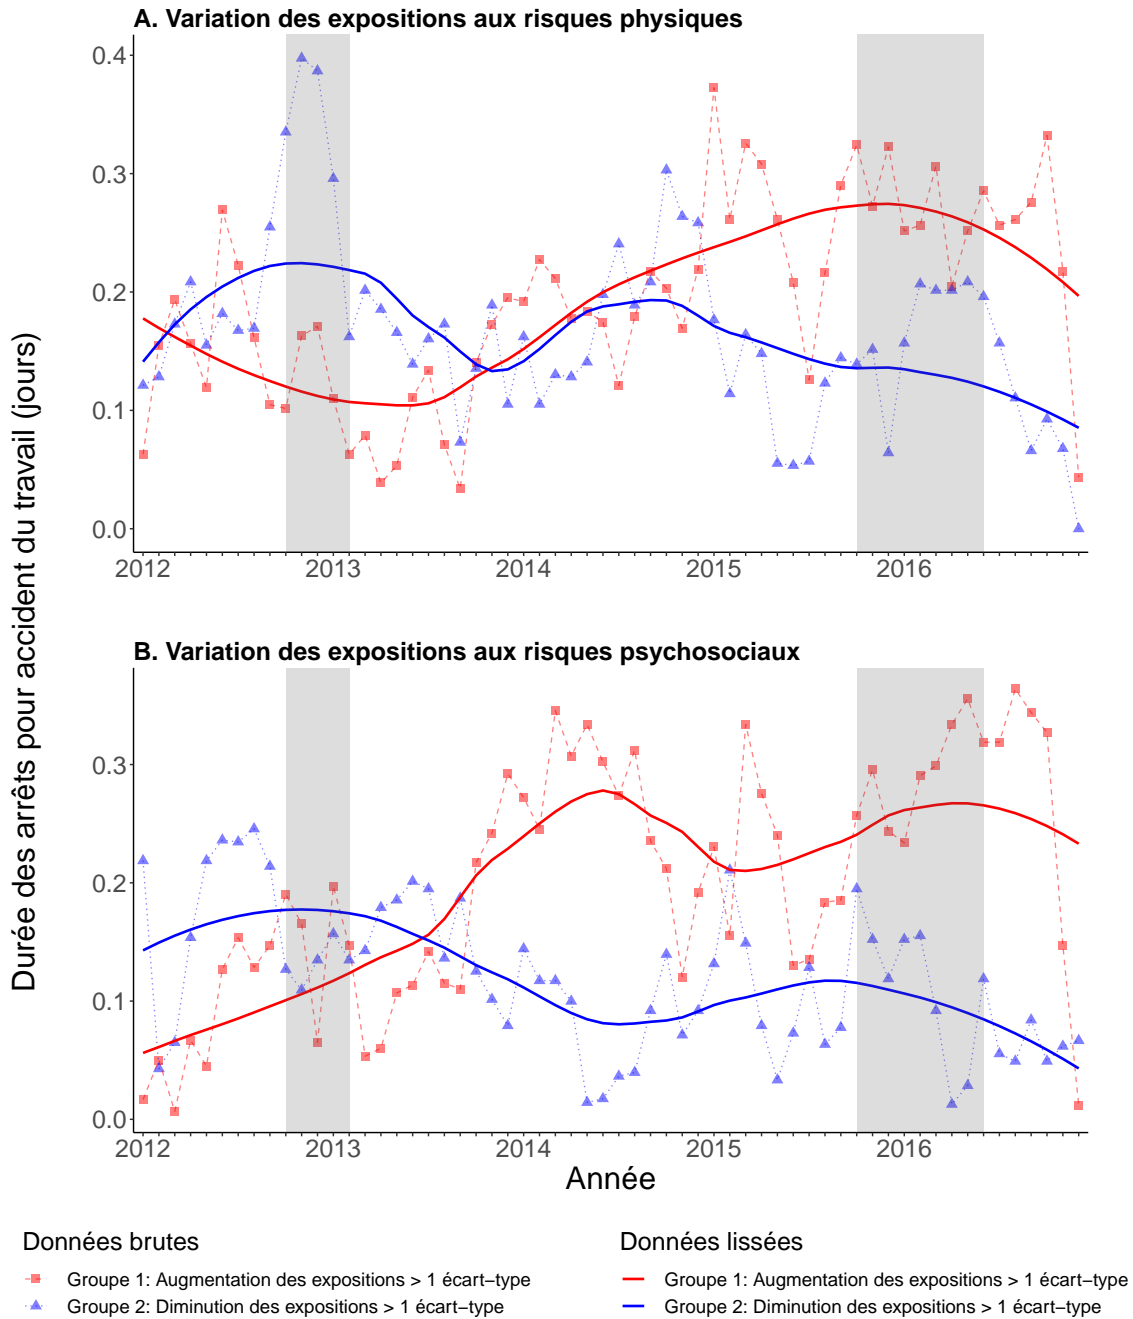 A. Variation des expositions aux risques physiques
0.4
0.3
0.2
0.1
0.0
2012 2013 2014 2015 2016
Durée des arrêts pour accident du travail (jours)
B. Variation des expositions aux risques psychosociaux
0.3
0.2
0.1
0.0
2012 2013 2014 2015 2016
Année
Données brutes
Groupe 1: Augmentation des expositions > 1 écart−type
Groupe 2: Diminution des expositions > 1 écart−type
Données lissées
Groupe 1: Augmentation des expositions > 1 écart−type
Groupe 2: Diminution des expositions > 1 écart−type